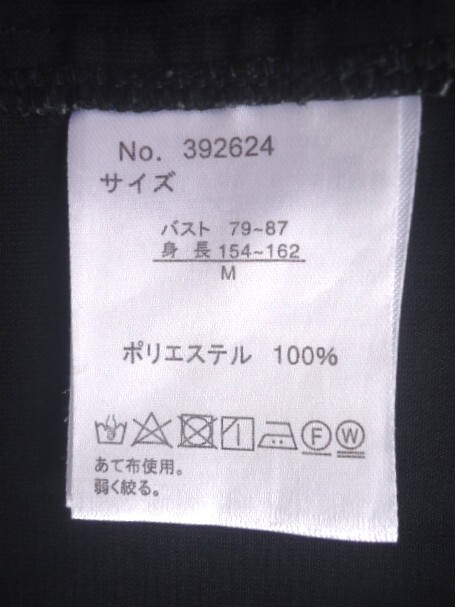 No. 392624
サイズ
バスト 79~87
身長 154~162
M
ポリエステル 100%
F W
あて布使用。
弱く絞る。